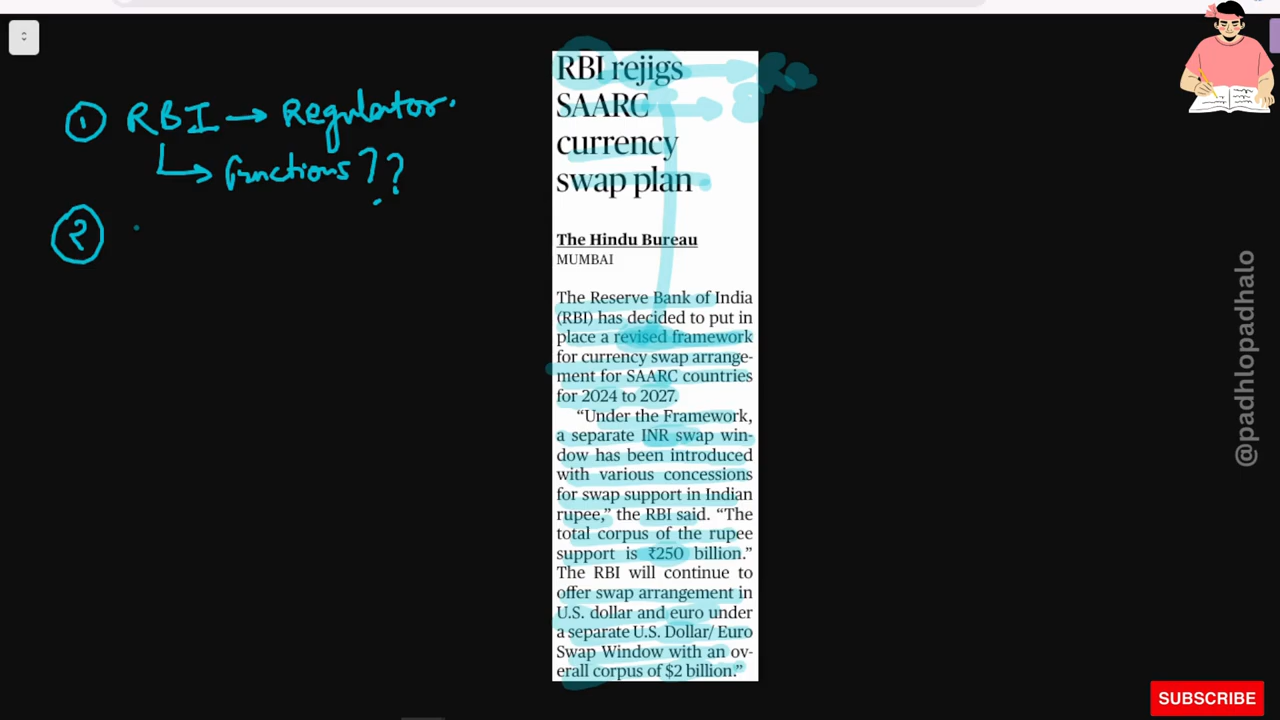 ① RBI → Regulator.
↳ functions??
②
RBI rejigs
SAARC
currency
swap plan
The Hindu Bureau
MUMBAI
The Reserve Bank of India
(RBI) has decided to put in
place a revised framework
for currency swap arrange-
ment for SAARC countries
for 2024 to 2027.
“Under the Framework,
a separate INR swap win-
dow has been introduced
with various concessions
for swap support in Indian
rupee,” the RBI said. “The
total corpus of the rupee
support is ₹250 billion.”
The RBI will continue to
offer swap arrangement in
U.S. dollar and euro under
a separate U.S. Dollar/ Euro
Swap Window with an ov-
erall corpus of $2 billion.”
@padhlopadhalo
SUBSCRIBE